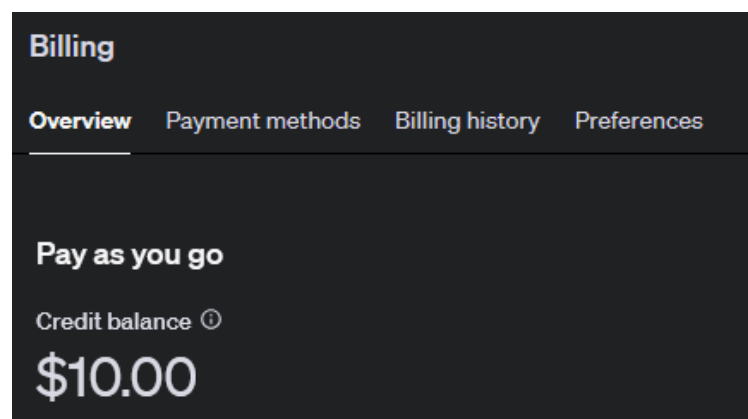 Billing
Overview Payment methods Billing history Preferences
Pay as you go
Credit balance
$10.00